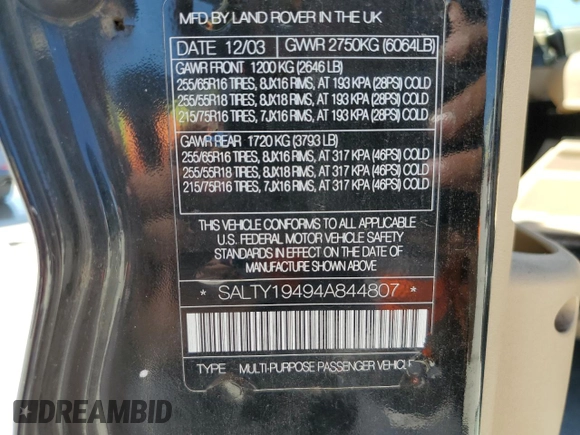 MFG BY LAND ROVER IN THE UK
DATE 12/03 GVWR 2750KG (6064LB)
GAWR FRONT 1200 KG (2646 LB)
255/65R16 TIRES, 8JX16 RIMS, AT 193 KPA (28PSI) COLD
255/55R18 TIRES, 8JX18 RIMS, AT 193 KPA (28PSI) COLD
215/75R16 TIRES, 7JX16 RIMS, AT 193 KPA (28PSI) COLD
GAWR REAR 1720 KG (3793 LB)
255/65R16 TIRES, 8JX16 RIMS, AT 317 KPA (46PSI) COLD
255/55R18 TIRES, 8JX18 RIMS, AT 317 KPA (46PSI) COLD
215/75R16 TIRES, 7JX16 RIMS, AT 317 KPA (46PSI) COLD
THIS VEHICLE CONFORMS TO ALL APPLICABLE
U.S. FEDERAL MOTOR VEHICLE SAFETY
STANDARDS IN EFFECT ON THE DATE OF
MANUFACTURE SHOWN ABOVE
* SALTY19494A844807 *
TYPE MULTI-PURPOSE PASSENGER VEHICLE
DREAMBID